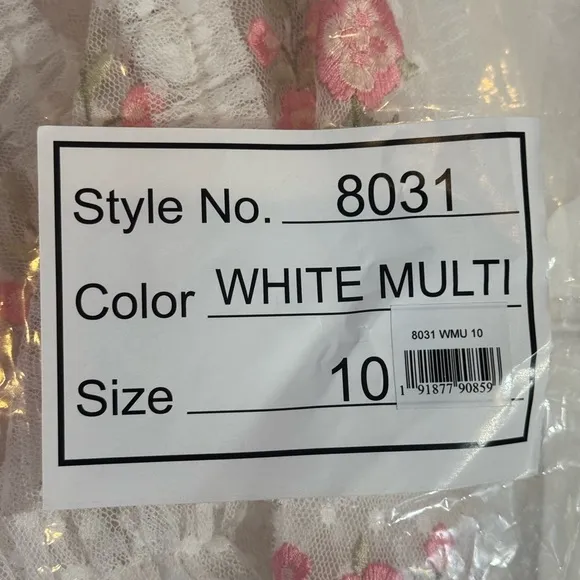 Style No. 8031
Color WHITE MULTI
8031 WMU 10
Size 10
1 91877 90859